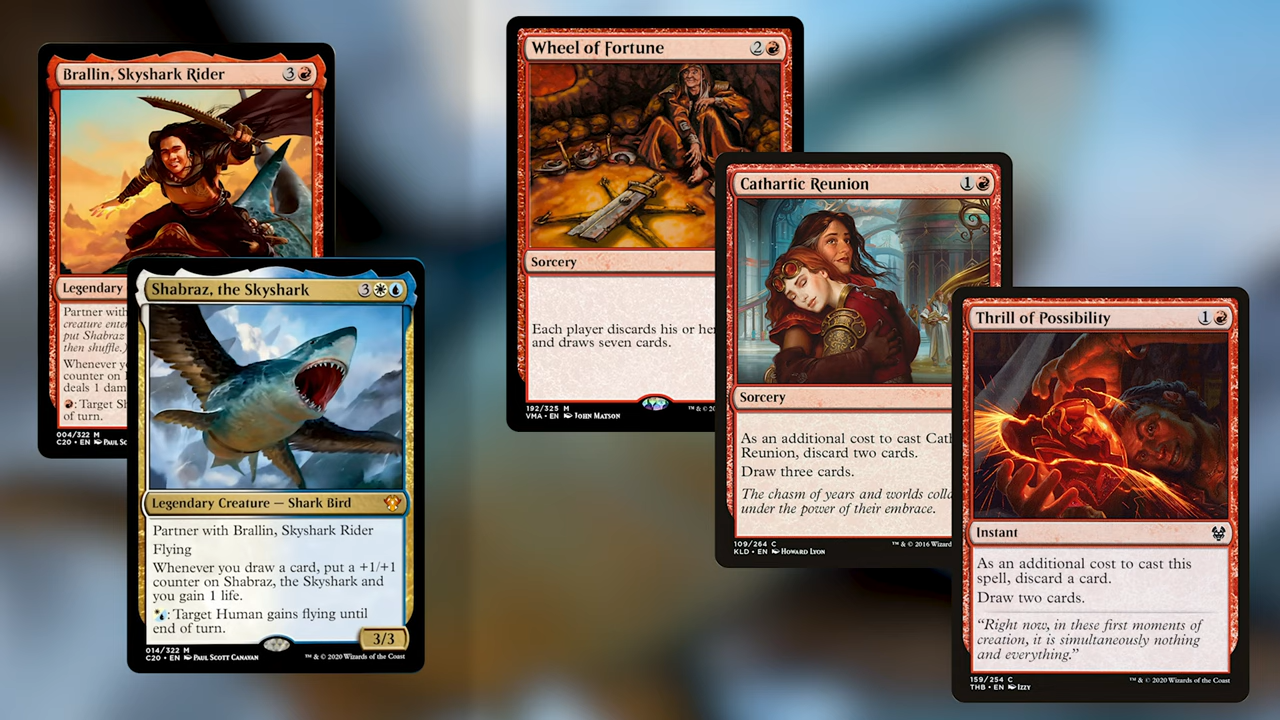 Brallin, Skyshark Rider 3
Legendary
Partner with
creature ente
put Shabraz
then shuffle.)
Whenever y
counter on
deals 1 dam
: Target Sh
of turn.
004/322 M
C20 • EN PAUL SC
Shabraz, the Skyshark 3
Legendary Creature — Shark Bird
Partner with Brallin, Skyshark Rider
Flying
Whenever you draw a card, put a +1/+1
counter on Shabraz, the Skyshark and
you gain 1 life.
: Target Human gains flying until
end of turn.
3/3
014/322 M
C20 • EN PAUL SCOTT CANAVAN ™ & © 2020 Wizards of the Coast
Wheel of Fortune 2
Sorcery
Each player discards his or her
and draws seven cards.
192/325 M
VMA • EN JOHN MATSON ™ & © 20
Cathartic Reunion 1
Sorcery
As an additional cost to cast Cath
Reunion, discard two cards.
Draw three cards.
The chasm of years and worlds colla
under the power of their embrace.
109/264 C
KLD • EN HOWARD LYON ™ & © 2016 Wizard
Thrill of Possibility 1
Instant
As an additional cost to cast this
spell, discard a card.
Draw two cards.
“Right now, in these first moments of
creation, it is simultaneously nothing
and everything.”
159/254 C
THB • EN IZZY ™ & © 2020 Wizards of the Coast